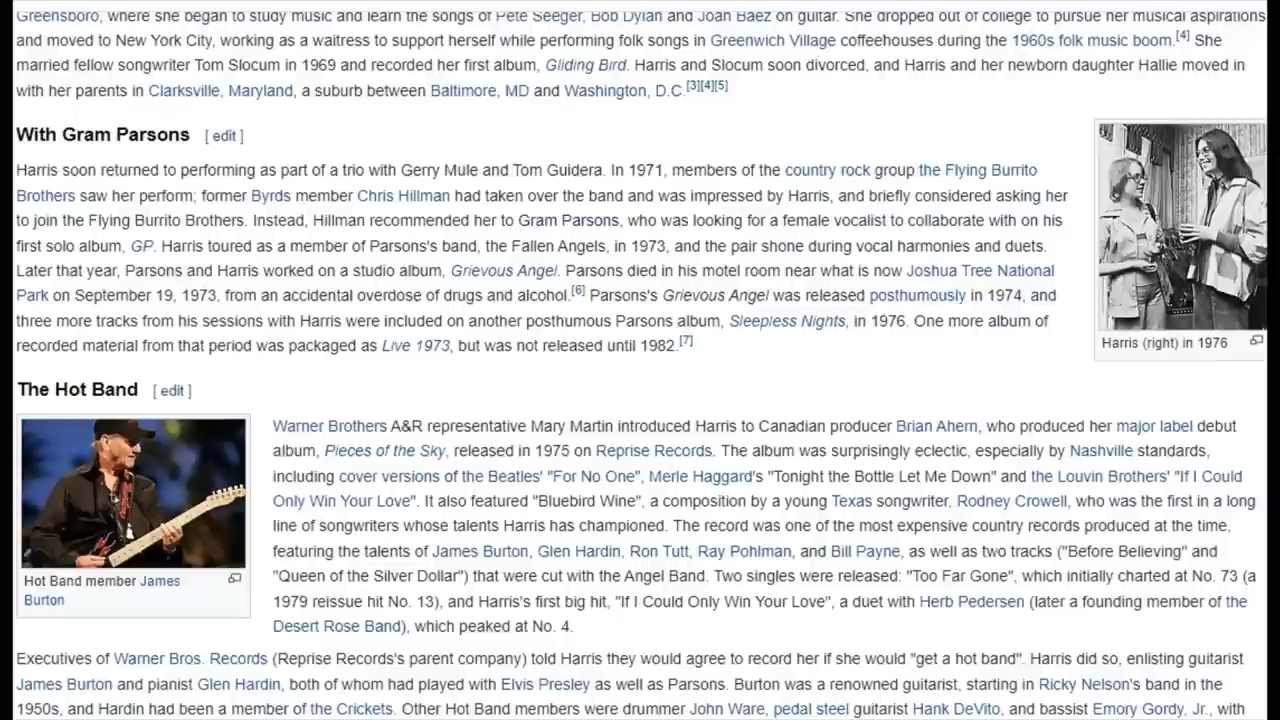 Greensboro, where she began to study music and learn the songs of Pete Seeger, Bob Dylan and Joan Baez on guitar. She dropped out of college to pursue her musical aspirations
and moved to New York City, working as a waitress to support herself while performing folk songs in Greenwich Village coffeehouses during the 1960s folk music boom.[4] She
married fellow songwriter Tom Slocum in 1969 and recorded her first album, Gliding Bird. Harris and Slocum soon divorced, and Harris and her newborn daughter Hallie moved in
with her parents in Clarksville, Maryland, a suburb between Baltimore, MD and Washington, D.C.[3][4][5]
With Gram Parsons [ edit ]
Harris soon returned to performing as part of a trio with Gerry Mule and Tom Guidera. In 1971, members of the country rock group the Flying Burrito
Brothers saw her perform; former Byrds member Chris Hillman had taken over the band and was impressed by Harris, and briefly considered asking her
to join the Flying Burrito Brothers. Instead, Hillman recommended her to Gram Parsons, who was looking for a female vocalist to collaborate with on his
first solo album, GP. Harris toured as a member of Parsons's band, the Fallen Angels, in 1973, and the pair shone during vocal harmonies and duets.
Later that year, Parsons and Harris worked on a studio album, Grievous Angel. Parsons died in his motel room near what is now Joshua Tree National
Park on September 19, 1973, from an accidental overdose of drugs and alcohol.[6] Parsons's Grievous Angel was released posthumously in 1974, and
three more tracks from his sessions with Harris were included on another posthumous Parsons album, Sleepless Nights, in 1976. One more album of
recorded material from that period was packaged as Live 1973, but was not released until 1982.[7]
Harris (right) in 1976
The Hot Band [ edit ]
Hot Band member James
Burton
Warner Brothers A&R representative Mary Martin introduced Harris to Canadian producer Brian Ahern, who produced her major label debut
album, Pieces of the Sky, released in 1975 on Reprise Records. The album was surprisingly eclectic, especially by Nashville standards,
including cover versions of the Beatles' "For No One", Merle Haggard's "Tonight the Bottle Let Me Down" and the Louvin Brothers' "If I Could
Only Win Your Love". It also featured "Bluebird Wine", a composition by a young Texas songwriter, Rodney Crowell, who was the first in a long
line of songwriters whose talents Harris has championed. The record was one of the most expensive country records produced at the time,
featuring the talents of James Burton, Glen Hardin, Ron Tutt, Ray Pohlman, and Bill Payne, as well as two tracks ("Before Believing" and
"Queen of the Silver Dollar") that were cut with the Angel Band. Two singles were released: "Too Far Gone", which initially charted at No. 73 (a
1979 reissue hit No. 13), and Harris's first big hit, "If I Could Only Win Your Love", a duet with Herb Pedersen (later a founding member of the
Desert Rose Band), which peaked at No. 4.
Executives of Warner Bros. Records (Reprise Records's parent company) told Harris they would agree to record her if she would "get a hot band". Harris did so, enlisting guitarist
James Burton and pianist Glen Hardin, both of whom had played with Elvis Presley as well as Parsons. Burton was a renowned guitarist, starting in Ricky Nelson's band in the
1950s, and Hardin had been a member of the Crickets. Other Hot Band members were drummer John Ware, pedal steel guitarist Hank DeVito, and bassist Emory Gordy, Jr., with